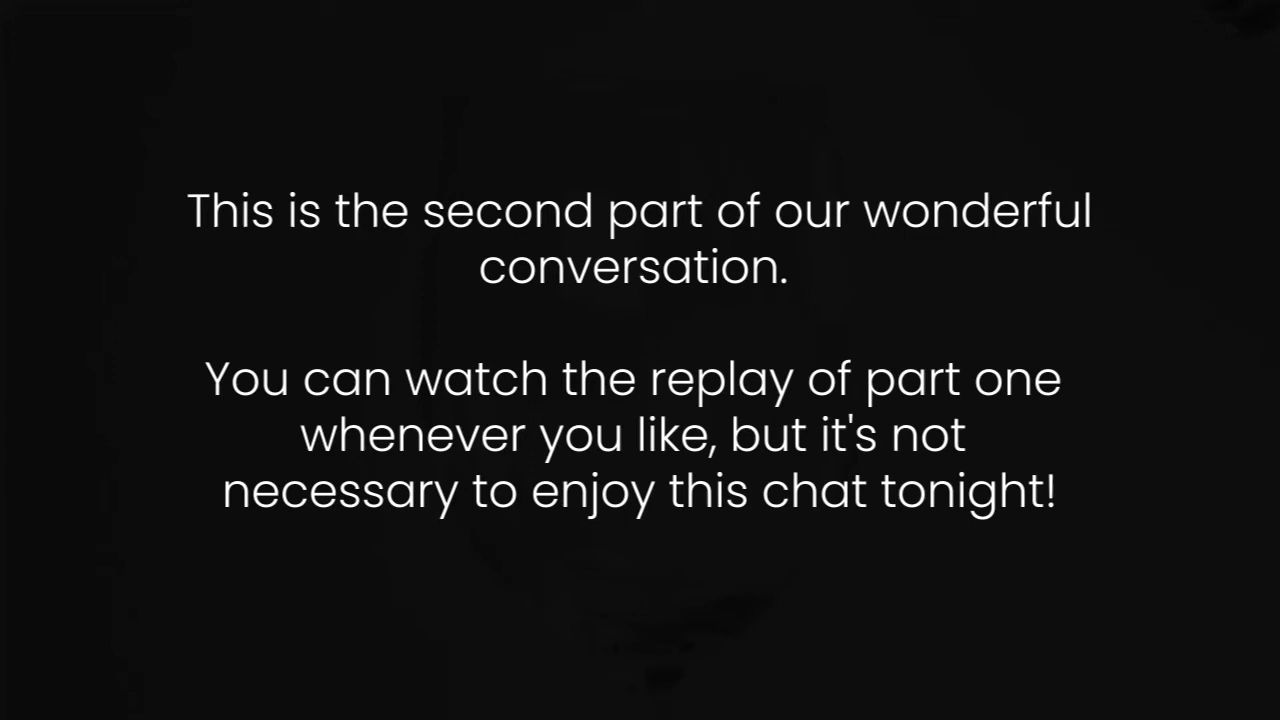 This is the second part of our wonderful
conversation.
You can watch the replay of part one
whenever you like, but it's not
necessary to enjoy this chat tonight!